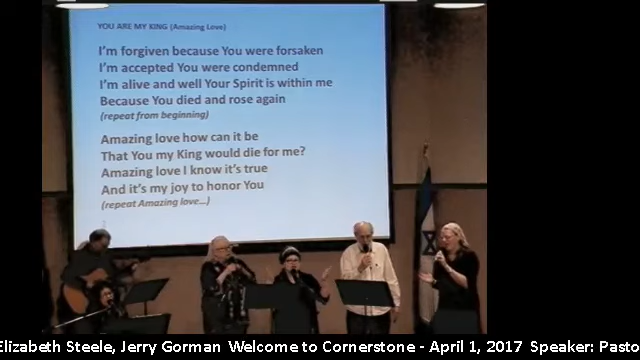 YOU ARE MY KING (Amazing Love)
I'm forgiven because You were forsaken
I'm accepted You were condemned
I'm alive and well Your Spirit is within me
Because You died and rose again
(repeat from beginning)
Amazing love how can it be
That You my King would die for me?
Amazing love I know it's true
And it's my joy to honor You
(repeat Amazing love...)
Elizabeth Steele, Jerry Gorman Welcome to Cornerstone - April 1, 2017 Speaker: Pasto